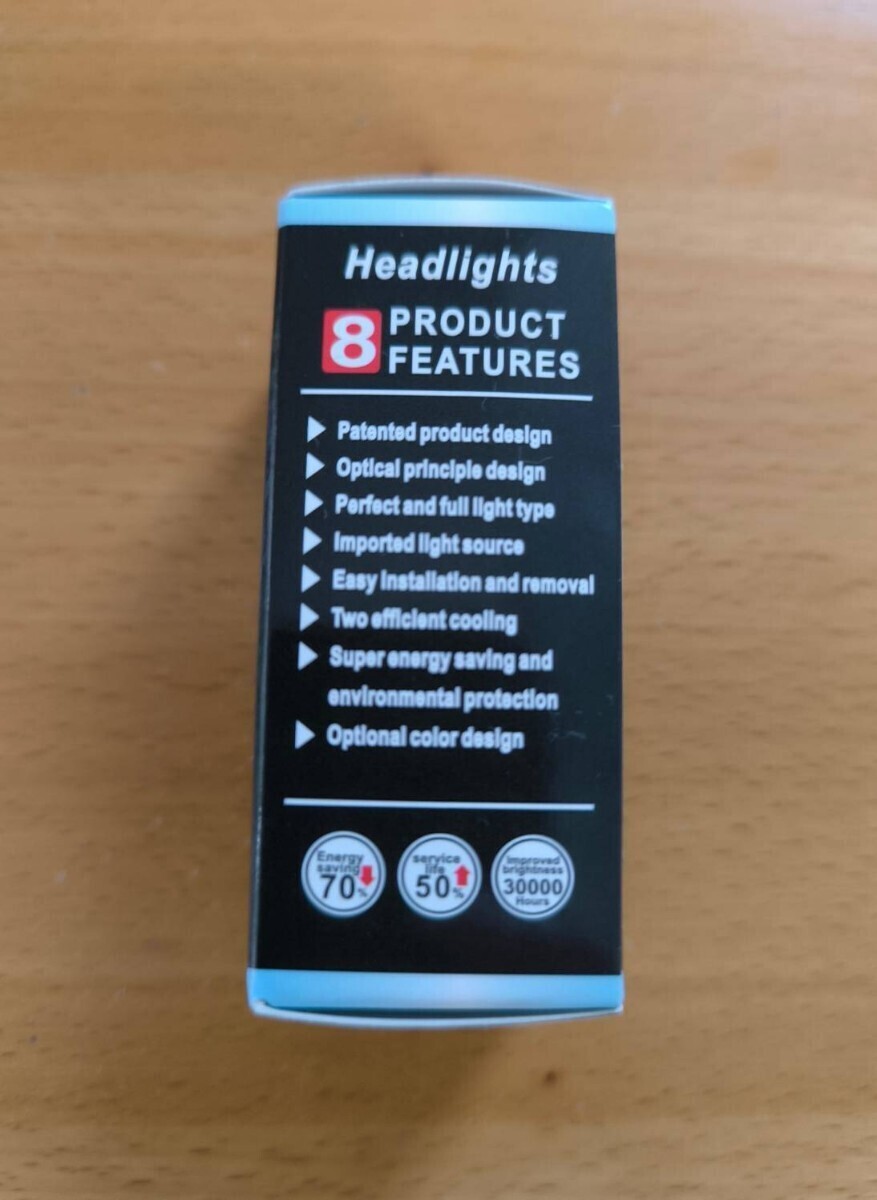 Headlights
8 PRODUCT
FEATURES
Patented product design
Optical principle design
Perfect and full light type
Imported light source
Easy installation and removal
Two efficient cooling
Super energy saving and
environmental protection
Optional color design
Energy
saving
70%
service
life
50%
improved
brightness
30000
Hours